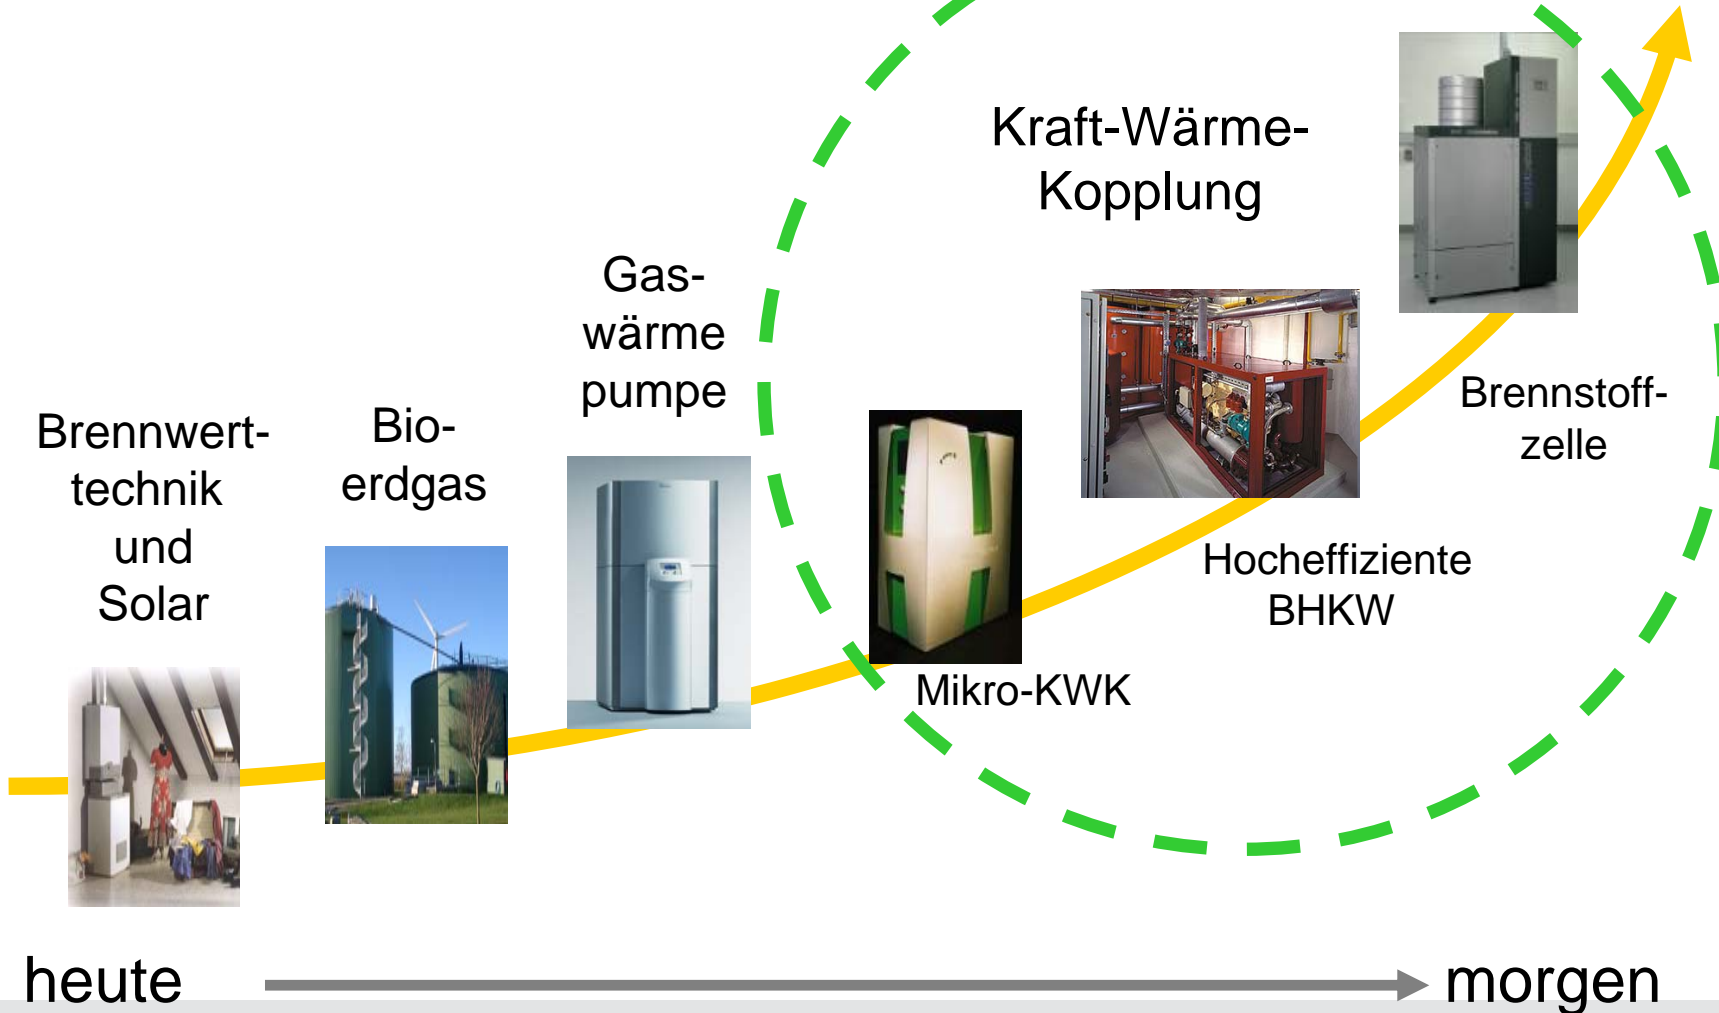 Kraft-Wärme-
Kopplung
Gas-
wärme
pumpe
Bio-
erdgas
Brennwert-
technik
und
Solar
Brennstoff-
zelle
Hocheffiziente
BHKW
Mikro-KWK
heute
morgen